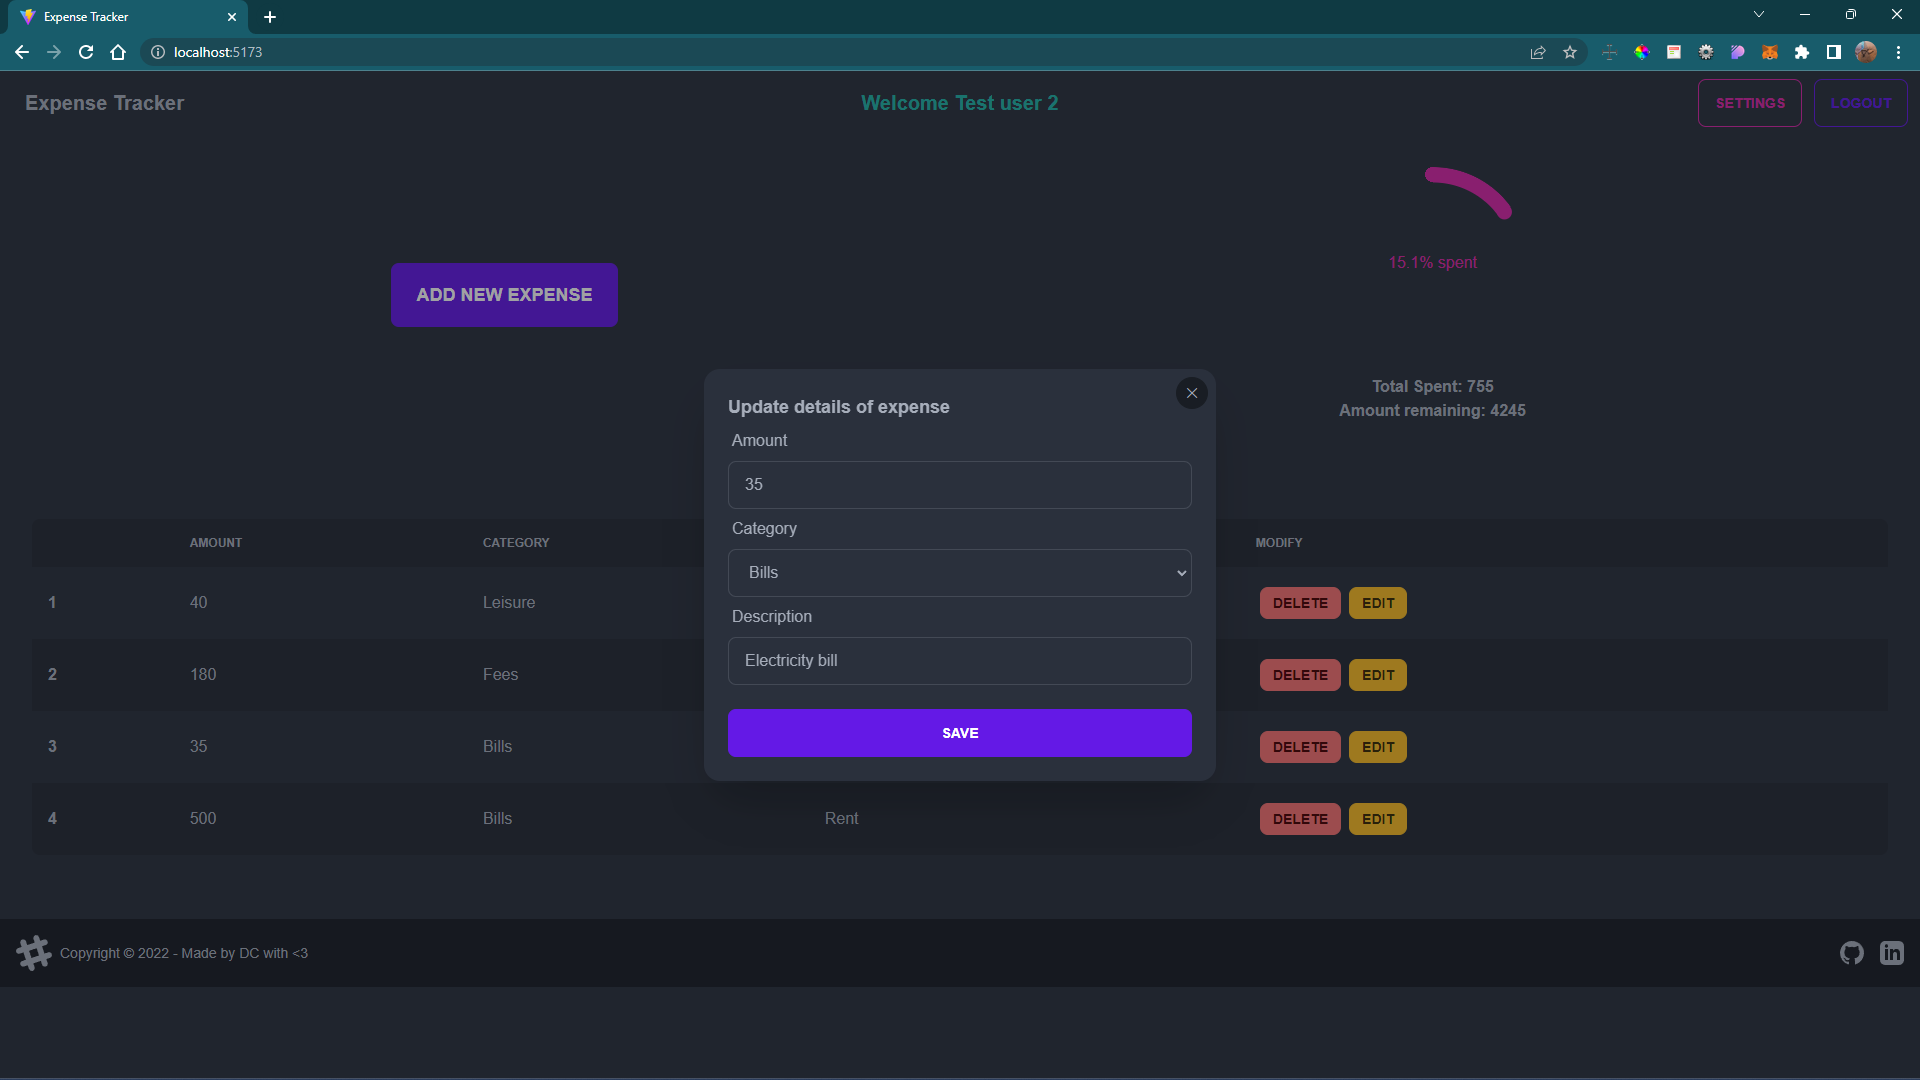 Expense Tracker
localhost:5173
Expense Tracker
Welcome Test user 2
SETTINGS
LOGOUT
15.1% spent
ADD NEW EXPENSE
Total Spent: 755
Amount remaining: 4245
Update details of expense
Amount
35
Category
Bills
Description
Electricity bill
SAVE
AMOUNT CATEGORY MODIFY
1 40 Leisure DELETE EDIT
2 180 Fees DELETE EDIT
3 35 Bills DELETE EDIT
4 500 Bills Rent DELETE EDIT
Copyright © 2022 - Made by DC with <3
in